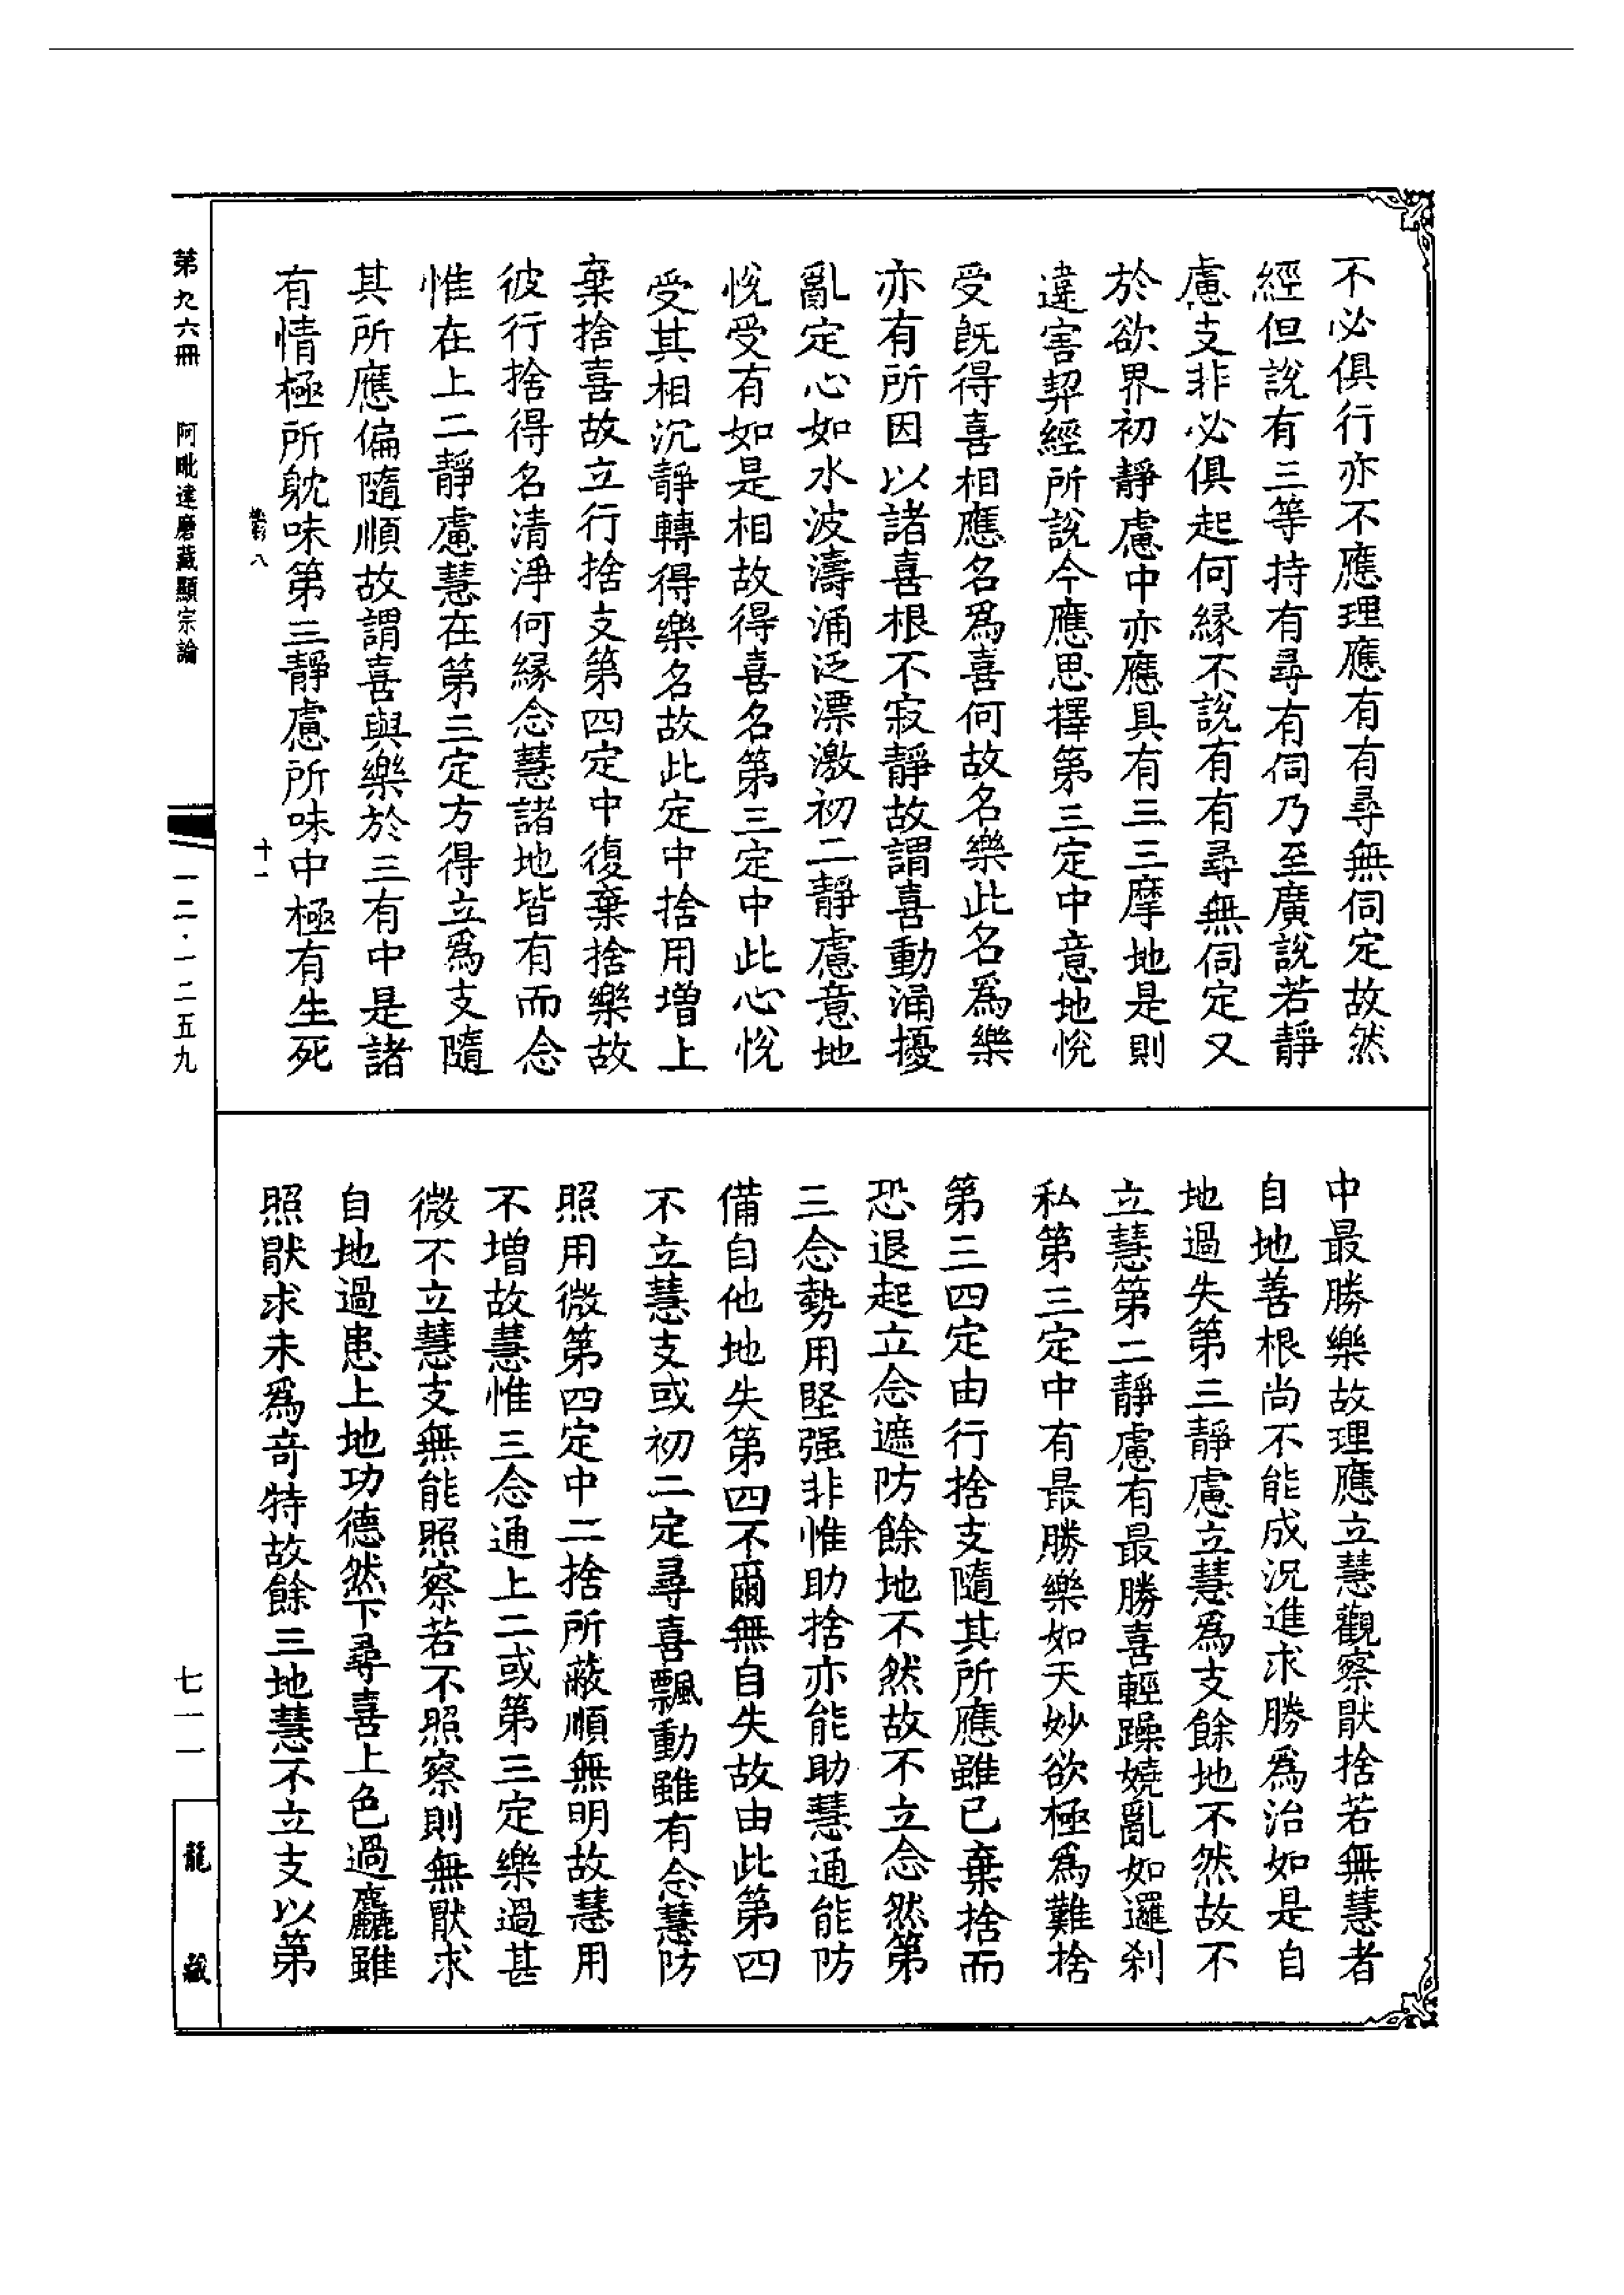 不必俱行亦不應理應有有尋無伺定故然
經但說有三等持有尋有伺乃至廣說若靜
慮支非必俱起何緣不說有有尋無伺定又
於欲界初靜慮中亦應具有三三摩地是則
違害契經所說今應思擇第三定中意地悅
受旣得喜相應名爲喜何故名樂此名爲樂
亦有所因以諸喜根不寂靜故謂喜動涌擾
亂定心如水波濤涌泛漂激初二靜慮意地
悅受有如是相故得喜名第三定中此心悅
受其相沉靜轉得樂名故此定中捨用增上
棄捨喜故立行捨支第四定中復棄捨樂故
彼行捨得名清淨何緣念慧諸地皆有而念
惟在上二靜慮慧在第三定方得立爲支隨
其所應偏隨順故謂喜與樂於三有中是諸
有情極所躭味第三靜慮所味中極有生死
中最勝樂故理應立慧觀察猒捨若無慧者
自地善根尚不能成況進求勝爲治如是自
地過失第三靜慮立慧爲支餘地不然故不
立慧第二靜慮有最勝喜輕躁嬈亂如邏刹
私第三定中有最勝樂如天妙欲極爲難捨
第三四定由行捨支隨其所應雖已棄捨而
恐退起立念遮防餘地不然故不立念然第
三念勢用堅强非惟助捨亦能助慧通能防
備自他地失第四不爾無自失故由此第四
不立慧支或初二定尋喜飄動雖有念慧防
照用微第四定中二捨所蔽順無明故慧用
不增故慧惟三念通上二或第三定樂過甚
微不立慧支無能照察若不照察則無猒求
自地過患上地功德然下尋喜上色過麤雖
照猒求未爲奇特故餘三地慧不立支以第
第九六冊
阿毗達磨藏顯宗論
八
十一
一二·一二五九
七一一
龍藏